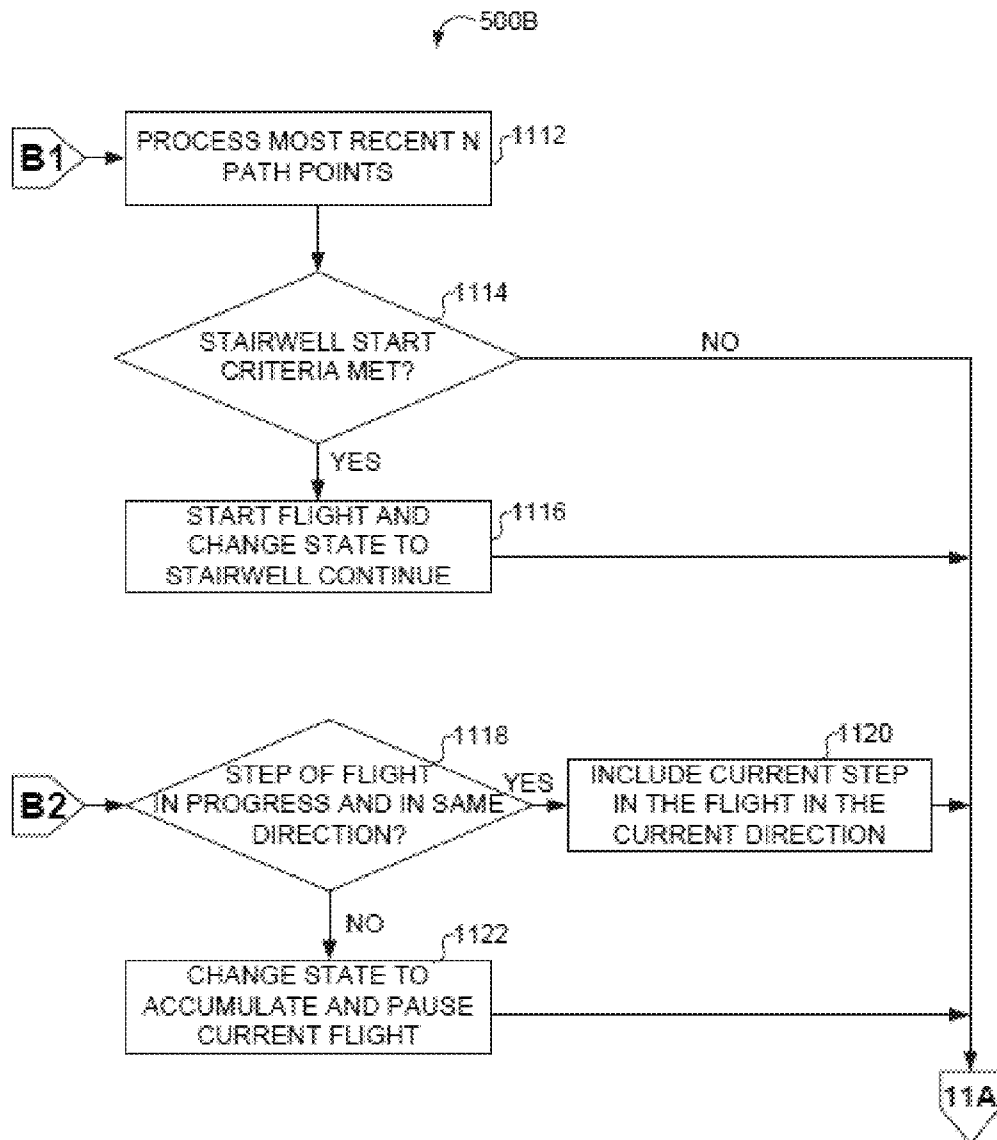 500B
B1
PROCESS MOST RECENT N
PATH POINTS
1112
1114
STAIRWELL START
CRITERIA MET?
NO
YES
START FLIGHT AND
CHANGE STATE TO
STAIRWELL CONTINUE
1116
B2
1118
STEP OF FLIGHT
IN PROGRESS AND IN SAME
DIRECTION?
YES
1120
INCLUDE CURRENT STEP
IN THE FLIGHT IN THE
CURRENT DIRECTION
NO
1122
CHANGE STATE TO
ACCUMULATE AND PAUSE
CURRENT FLIGHT
11A